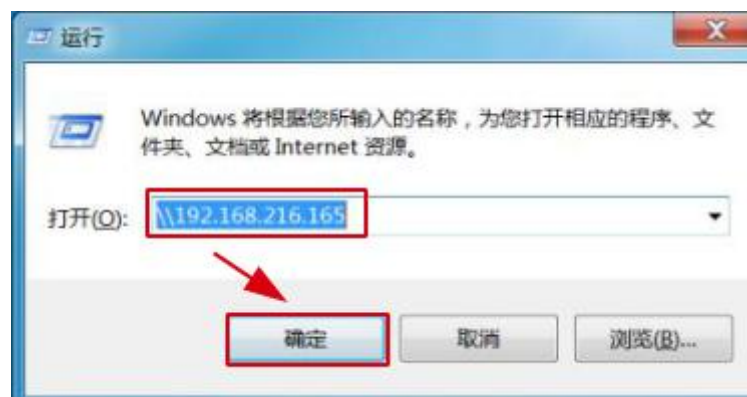 运行
Windows 将根据您所输入的名称，为您打开相应的程序、文
件夹、文档或 Internet 资源。
打开(O): \\192.168.216.165
确定 取消 浏览(B)...